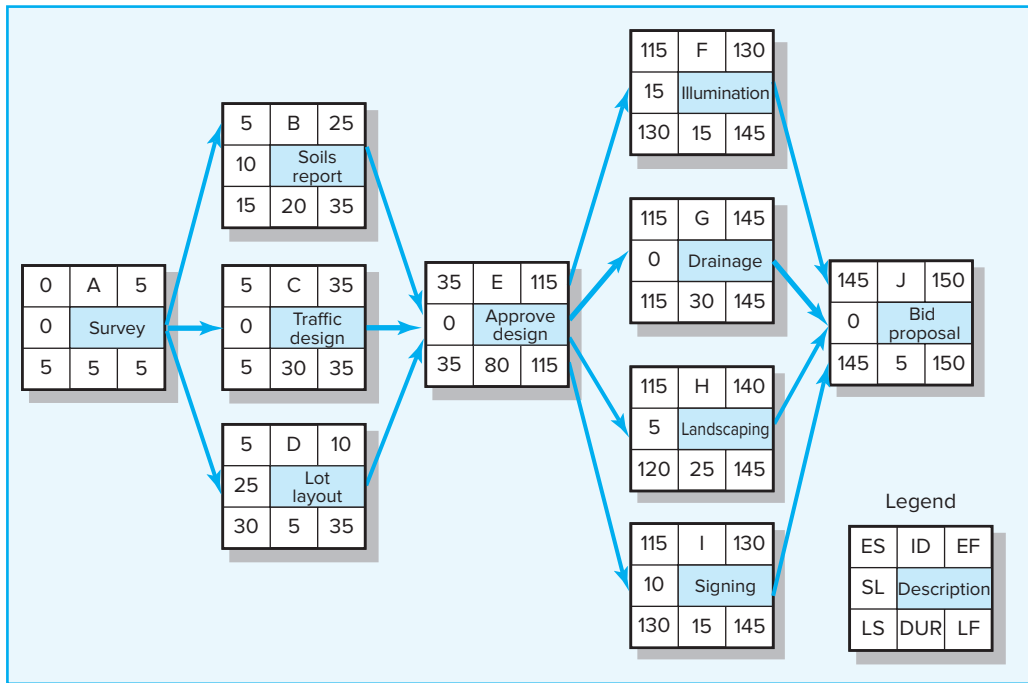 0 A 5
0 Survey
5 5 5
5 B 25
10 Soils
report
15 20 35
5 C 35
0 Traffic
design
5 30 35
5 D 10
25 Lot
layout
30 5 35
35 E 115
0 Approve
design
35 80 115
115 F 130
15 Illumination
130 15 145
115 G 145
0 Drainage
115 30 145
115 H 140
5 Landscaping
120 25 145
115 I 130
10 Signing
130 15 145
145 J 150
0 Bid
proposal
145 5 150
Legend
ES ID EF
SL Description
LS DUR LF